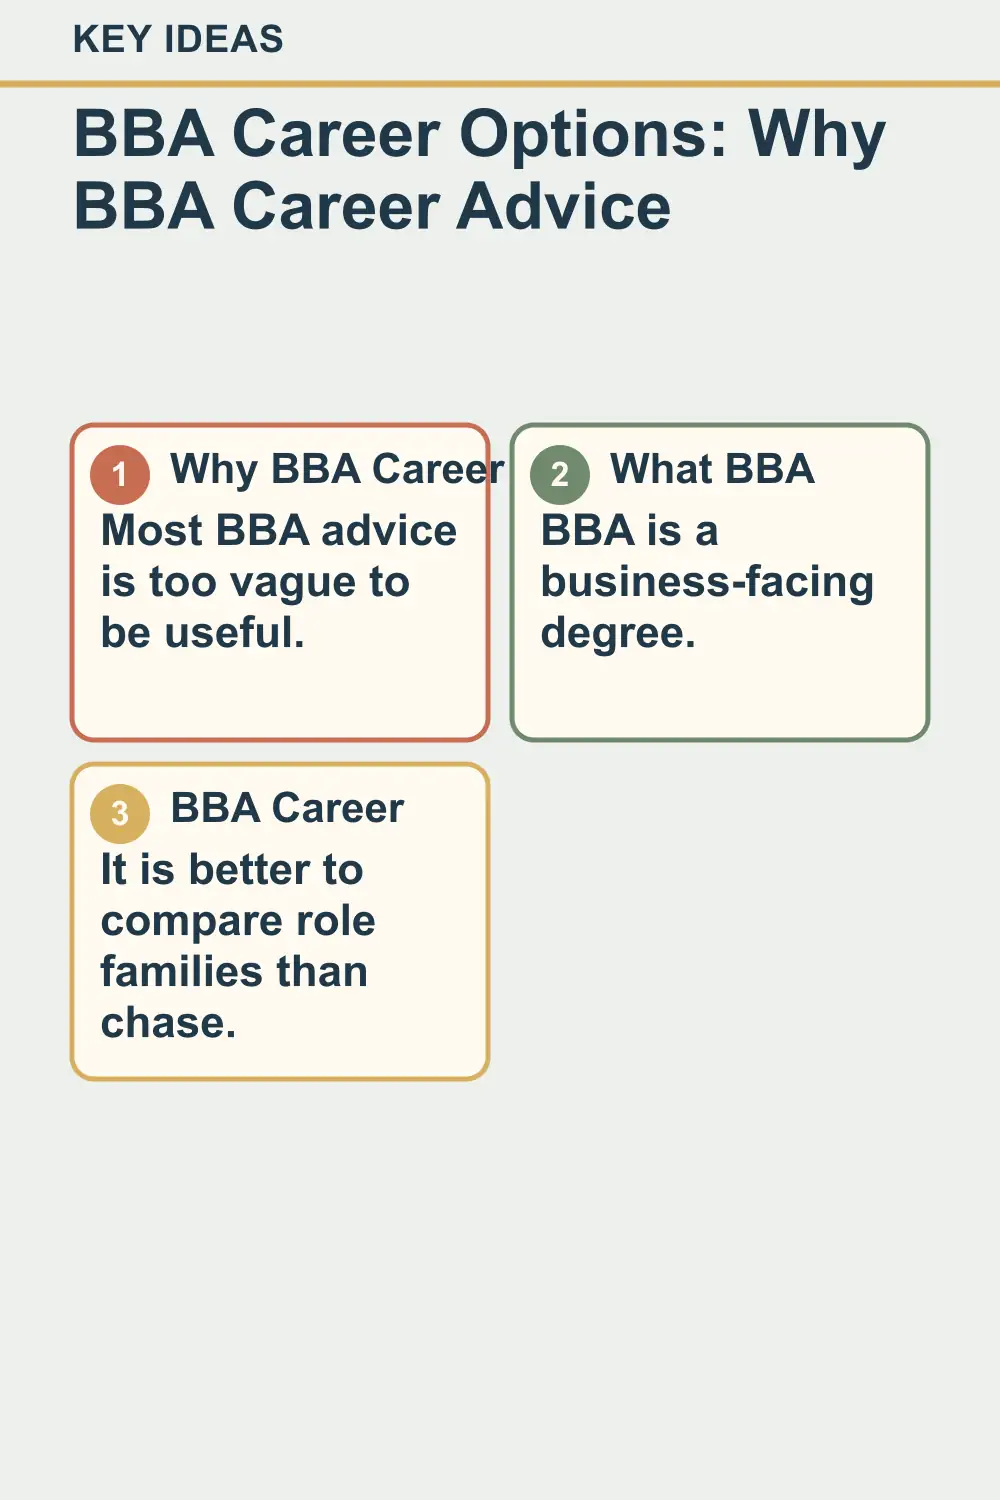 KEY IDEAS
BBA Career Options: Why
BBA Career Advice
1 Why BBA Career
Most BBA advice
is too vague to
be useful.
2 What BBA
BBA is a
business-facing
degree.
3 BBA Career
It is better to
compare role
families than
chase.